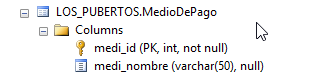 LOS_PUBERTOS.MedioDePago
Columns
medi_id (PK, int, not null)
medi_nombre (varchar(50), null)